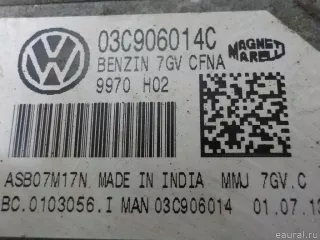 03C906014C
MAGNETI MARELLI
BENZIN 7GV CFNA
9970 H02
ASB07M17N MADE IN INDIA MMJ 7GV.C
BC.0103056.I MAN 03C906014 01.07.13
eaural.ru